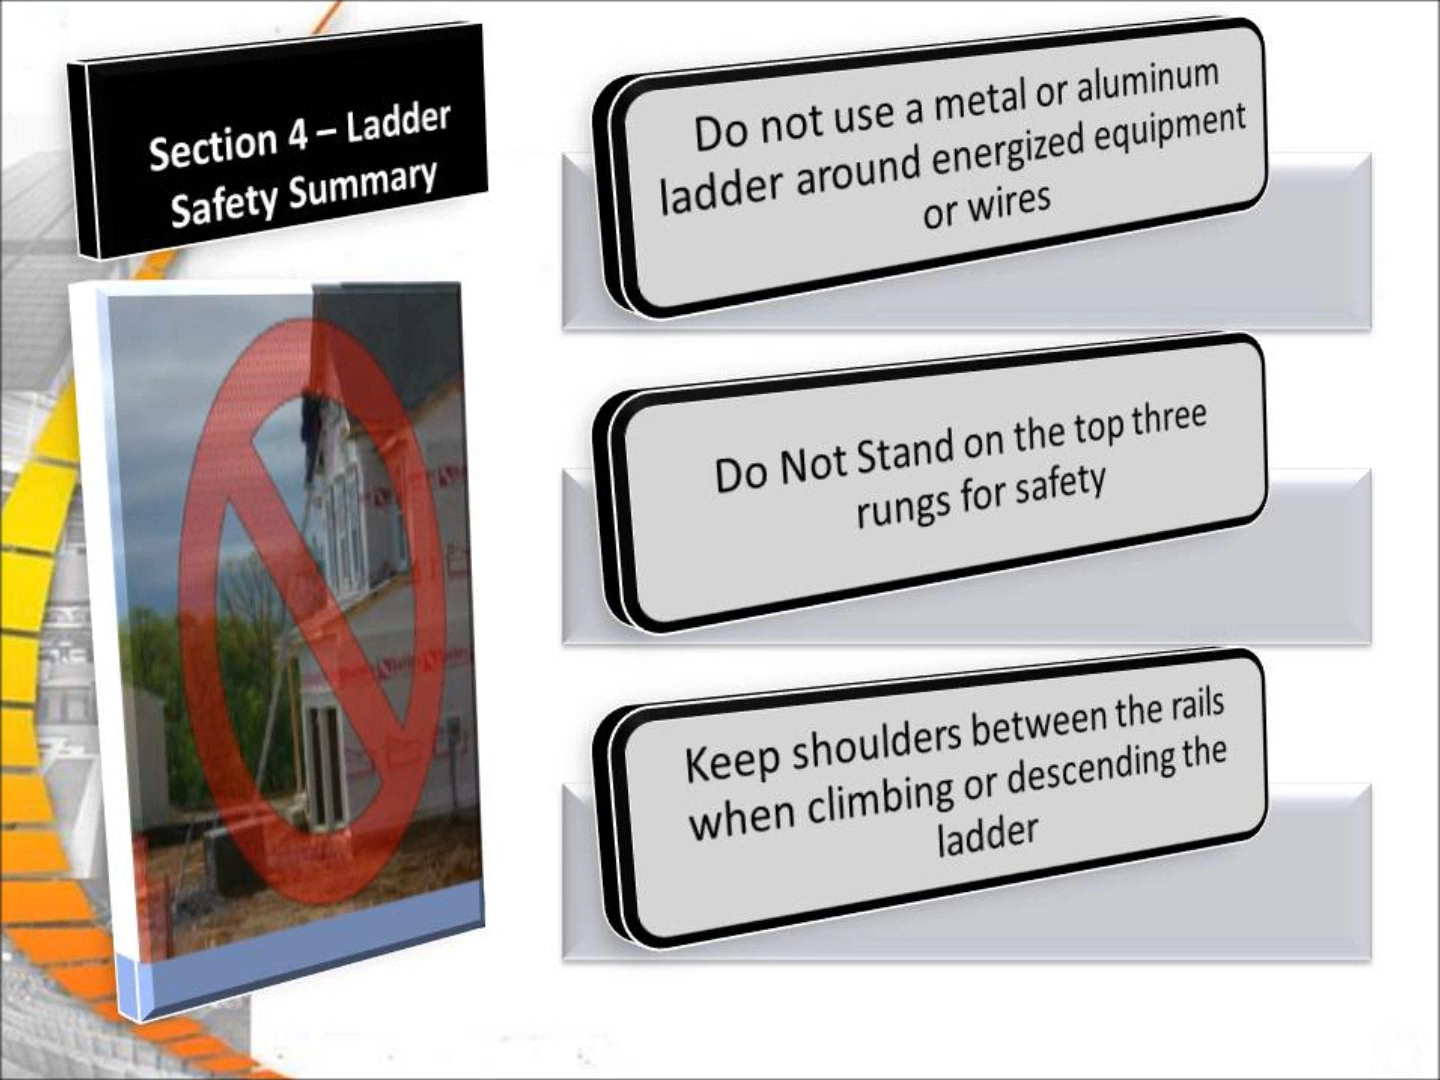 Section 4 – Ladder
Safety Summary
Do not use a metal or aluminum
ladder around energized equipment
or wires
Do Not Stand on the top three
rungs for safety
Keep shoulders between the rails
when climbing or descending the
ladder